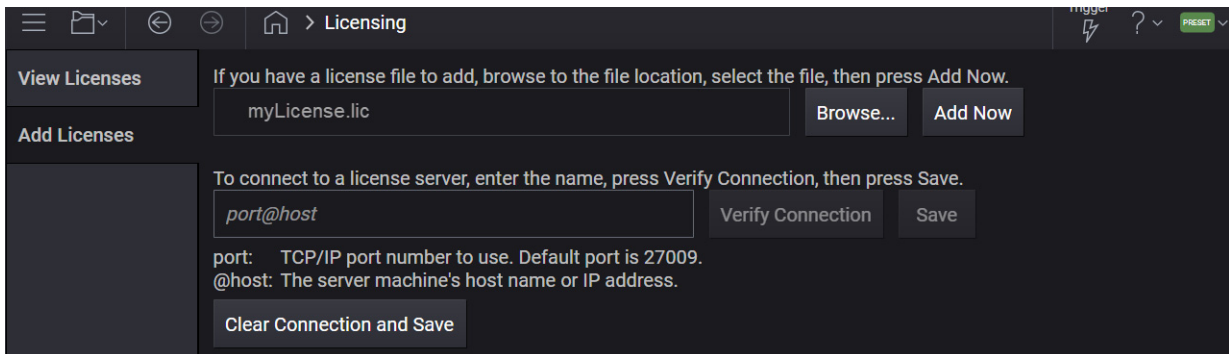 Trigger
> Licensing
? PRESET
View Licenses
Add Licenses
If you have a license file to add, browse to the file location, select the file, then press Add Now.
myLicense.lic Browse... Add Now
To connect to a license server, enter the name, press Verify Connection, then press Save.
port@host Verify Connection Save
port: TCP/IP port number to use. Default port is 27009.
@host: The server machine's host name or IP address.
Clear Connection and Save